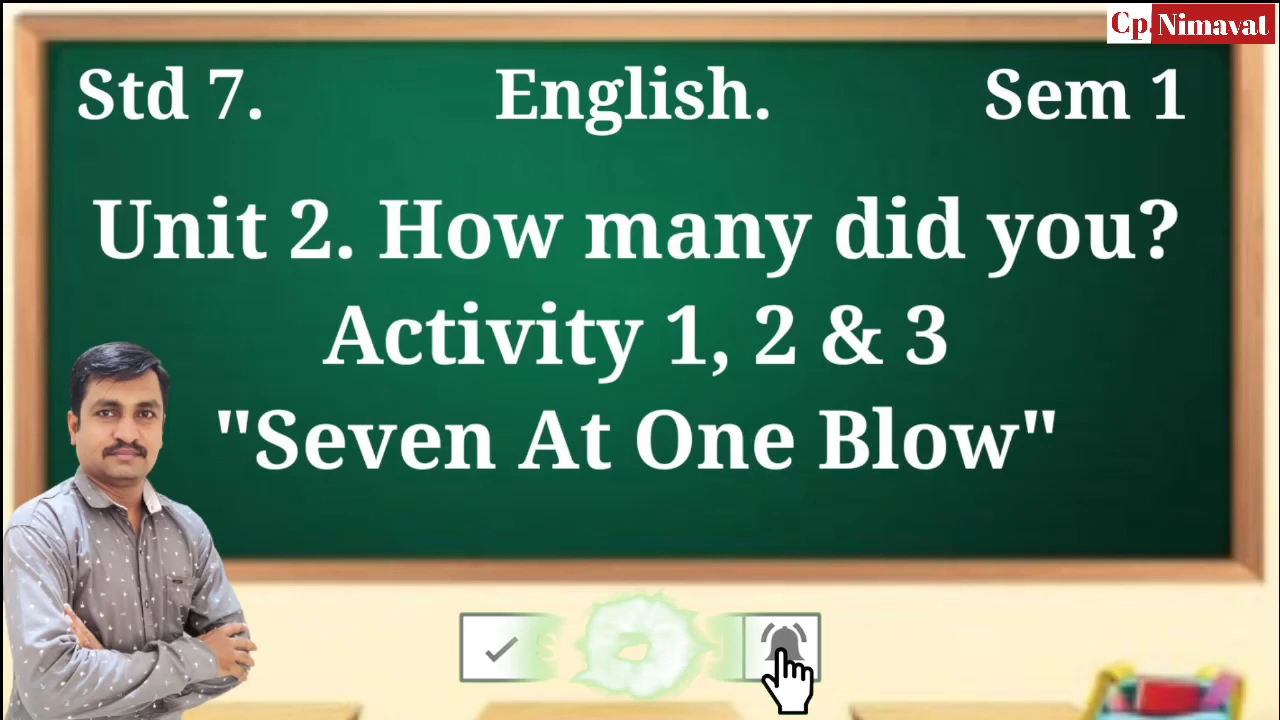 Cp. Nimavat
Std 7. English. Sem 1
Unit 2. How many did you?
Activity 1, 2 & 3
"Seven At One Blow"